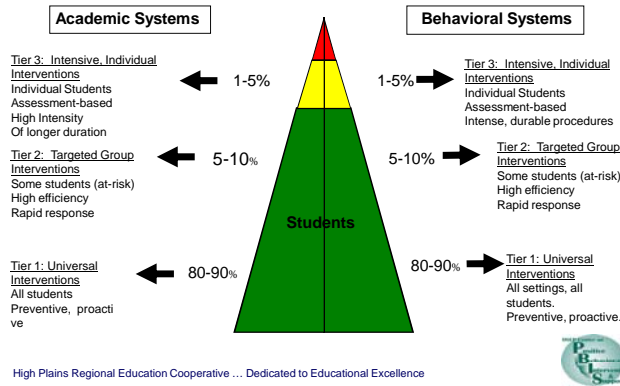 Academic Systems
Behavioral Systems
Tier 3: Intensive, Individual
Interventions
Individual Students
Assessment-based
High Intensity
Of longer duration
1-5%
1-5%
Tier 3: Intensive, Individual
Interventions
Individual Students
Assessment-based
Intense, durable procedures
Tier 2: Targeted Group
Interventions
Some students (at-risk)
High efficiency
Rapid response
5-10%
5-10%
Tier 2: Targeted Group
Interventions
Some students (at-risk)
High efficiency
Rapid response
Students
Tier 1: Universal
Interventions
All students
Preventive, proacti
ve
80-90%
80-90%
Tier 1: Universal
Interventions
All settings, all
students.
Preventive, proactive.
High Plains Regional Education Cooperative … Dedicated to Educational Excellence
Positive